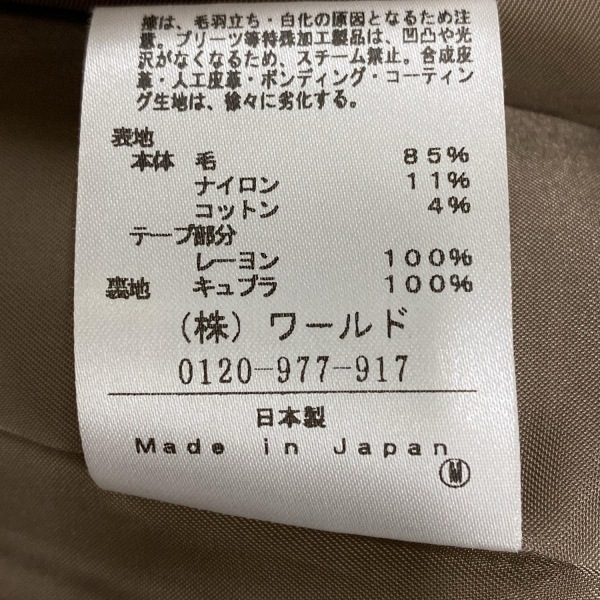 擦は、毛羽立ち・白化の原因となるため注
意。プリーツ等特殊加工製品は、凹凸や光
沢がなくなるため、スチーム禁止。合成皮
革・人工皮革・ボンディング・コーティン
グ生地は、徐々に劣化する。
表地
本体 毛 85%
ナイロン 11%
コットン 4%
テープ部分
レーヨン 100%
裏地 キュプラ 100%
(株) ワールド
0120-977-917
日本製
Made in Japan
M